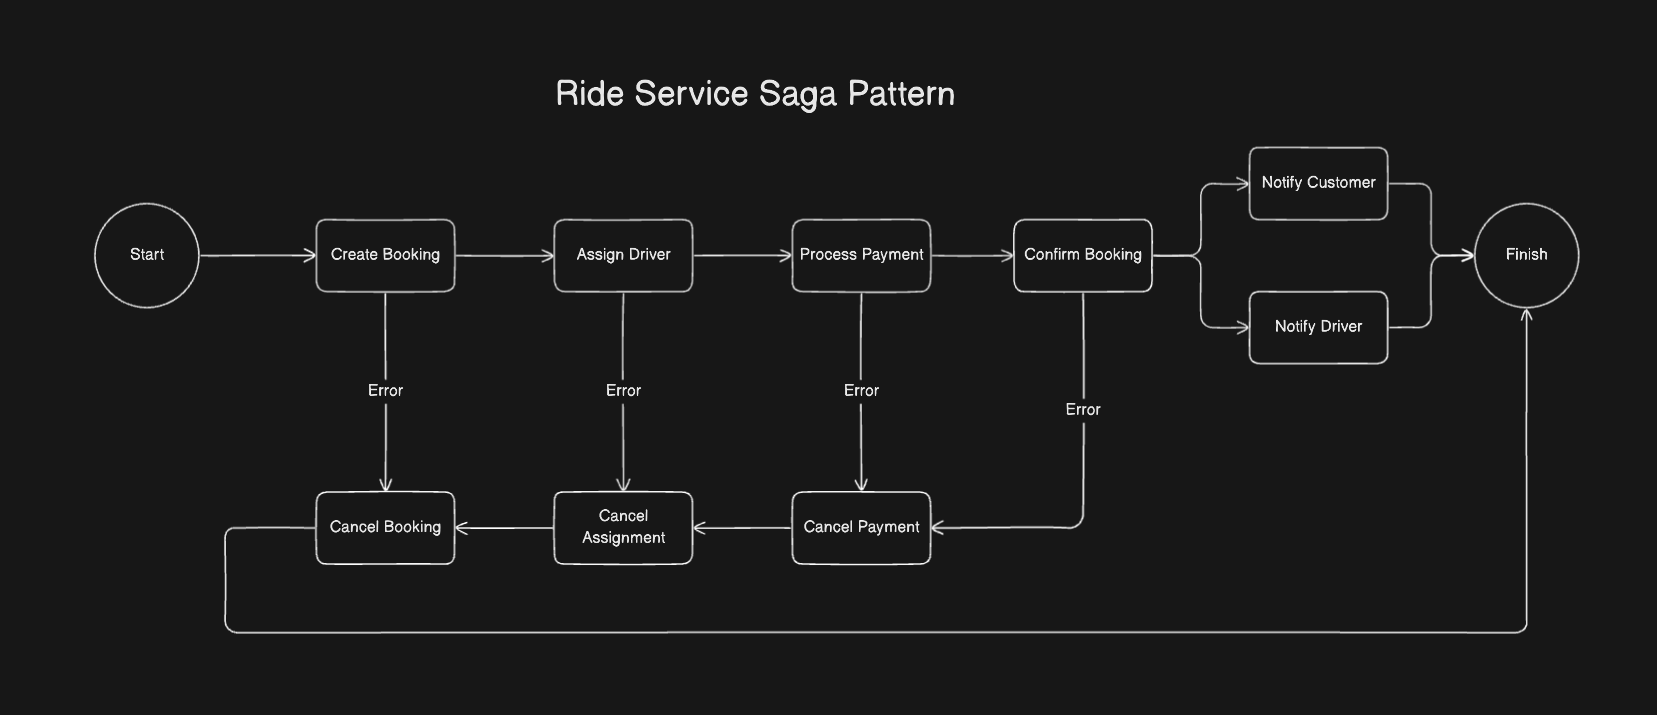 Ride Service Saga Pattern
Start
Create Booking
Assign Driver
Process Payment
Confirm Booking
Notify Customer
Notify Driver
Finish
Error
Error
Error
Error
Cancel Booking
Cancel
Assignment
Cancel Payment